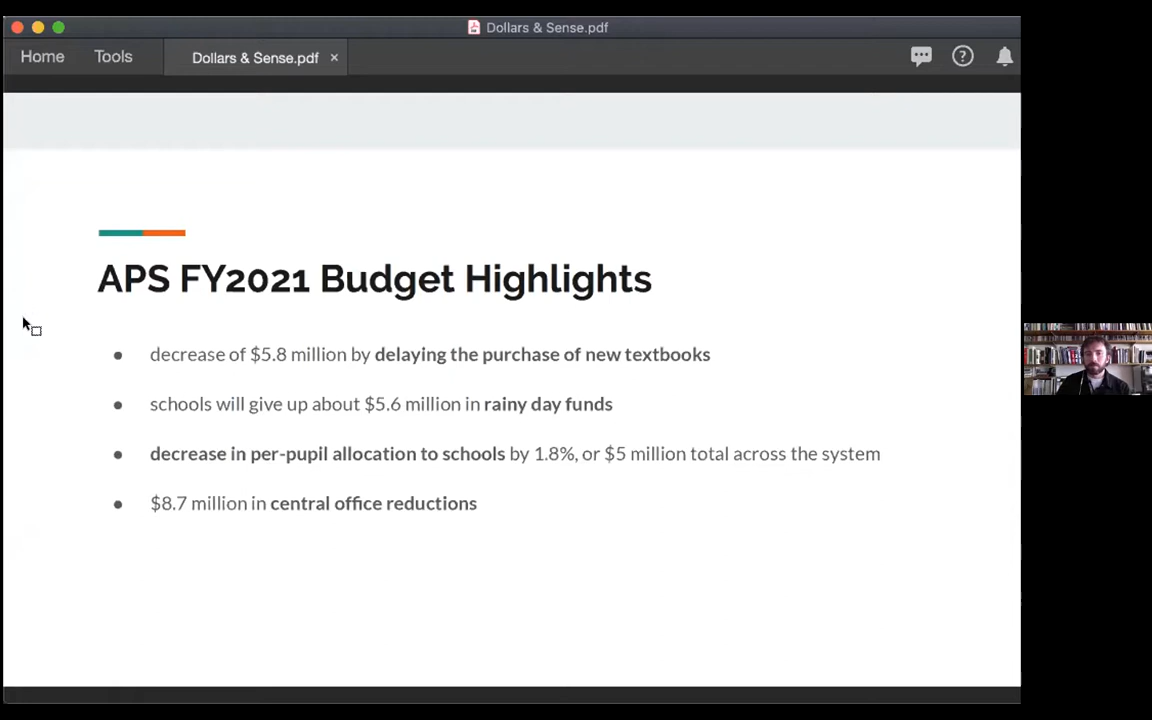 Dollars & Sense.pdf
Home
Tools
Dollars & Sense.pdf
APS FY2021 Budget Highlights
● decrease of $5.8 million by delaying the purchase of new textbooks
● schools will give up about $5.6 million in rainy day funds
● decrease in per-pupil allocation to schools by 1.8%, or $5 million total across the system
● $8.7 million in central office reductions